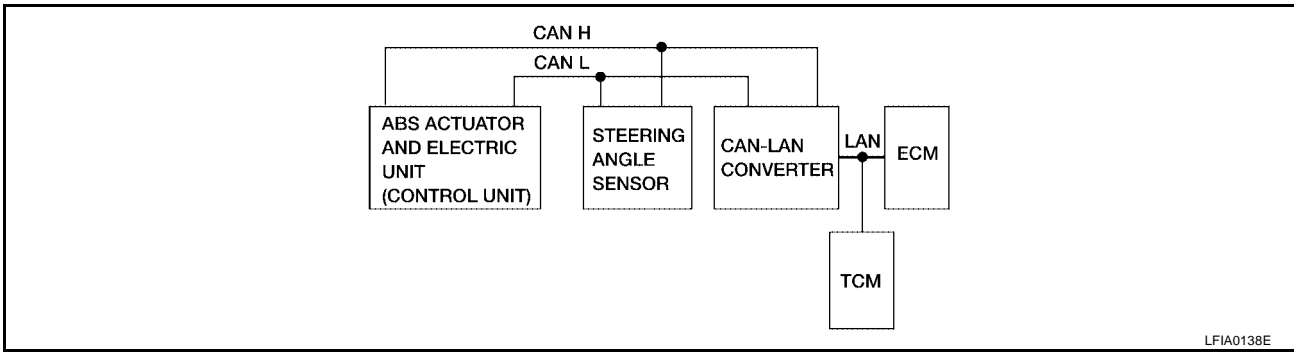 CAN H
CAN L
ABS ACTUATOR
AND ELECTRIC
UNIT
(CONTROL UNIT)
STEERING
ANGLE
SENSOR
CAN-LAN
CONVERTER
LAN
ECM
TCM
LFIA0138E